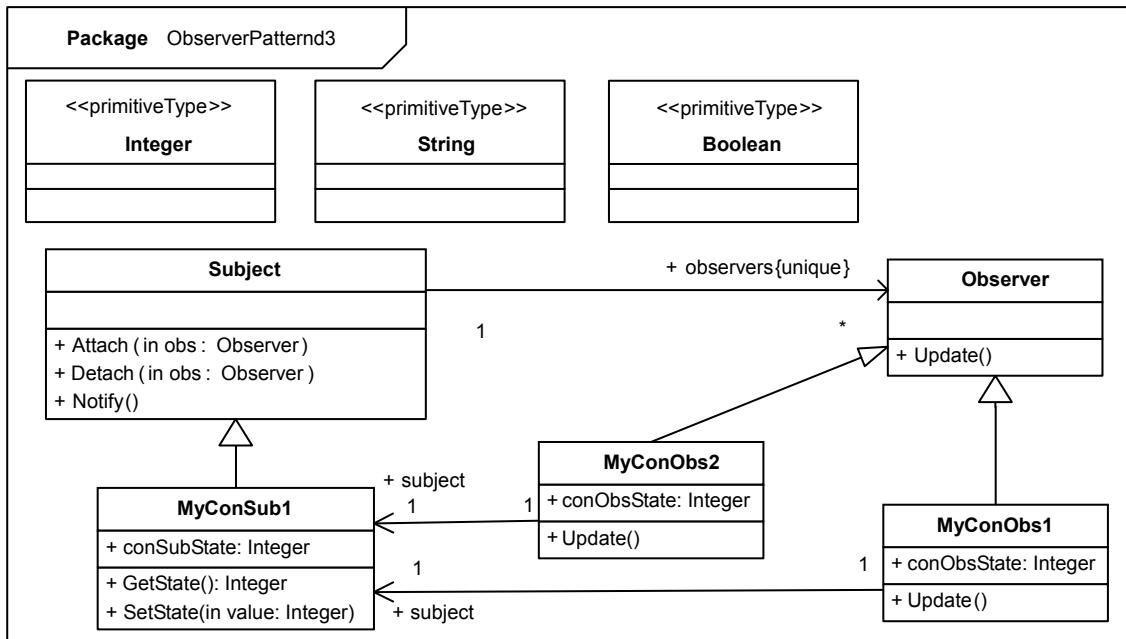 Package ObserverPatternd3
<<primitiveType>>
Integer
<<primitiveType>>
String
<<primitiveType>>
Boolean
Subject
+ Attach ( in obs : Observer)
+ Detach ( in obs : Observer)
+ Notify()
+ observers{unique}
1
*
Observer
+ Update()
MyConObs2
+ conObsState: Integer
+ Update()
+ subject
1
1
MyConSub1
+ conSubState: Integer
+ GetState(): Integer
+ SetState(in value: Integer)
1
1
+ subject
MyConObs1
+ conObsState: Integer
+ Update()